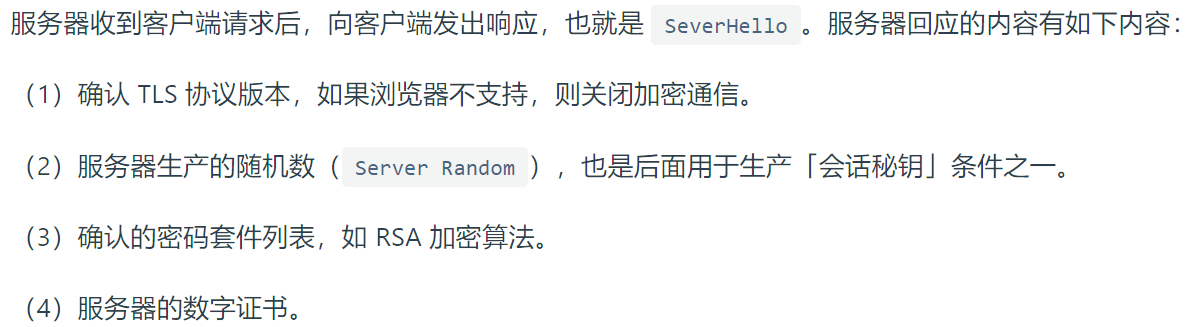 服务器收到客户端请求后，向客户端发出响应，也就是 SeverHello 。服务器回应的内容有如下内容：
（1）确认 TLS 协议版本，如果浏览器不支持，则关闭加密通信。
（2）服务器生产的随机数（ Server Random ），也是后面用于生产「会话秘钥」条件之一。
（3）确认的密码套件列表，如 RSA 加密算法。
（4）服务器的数字证书。